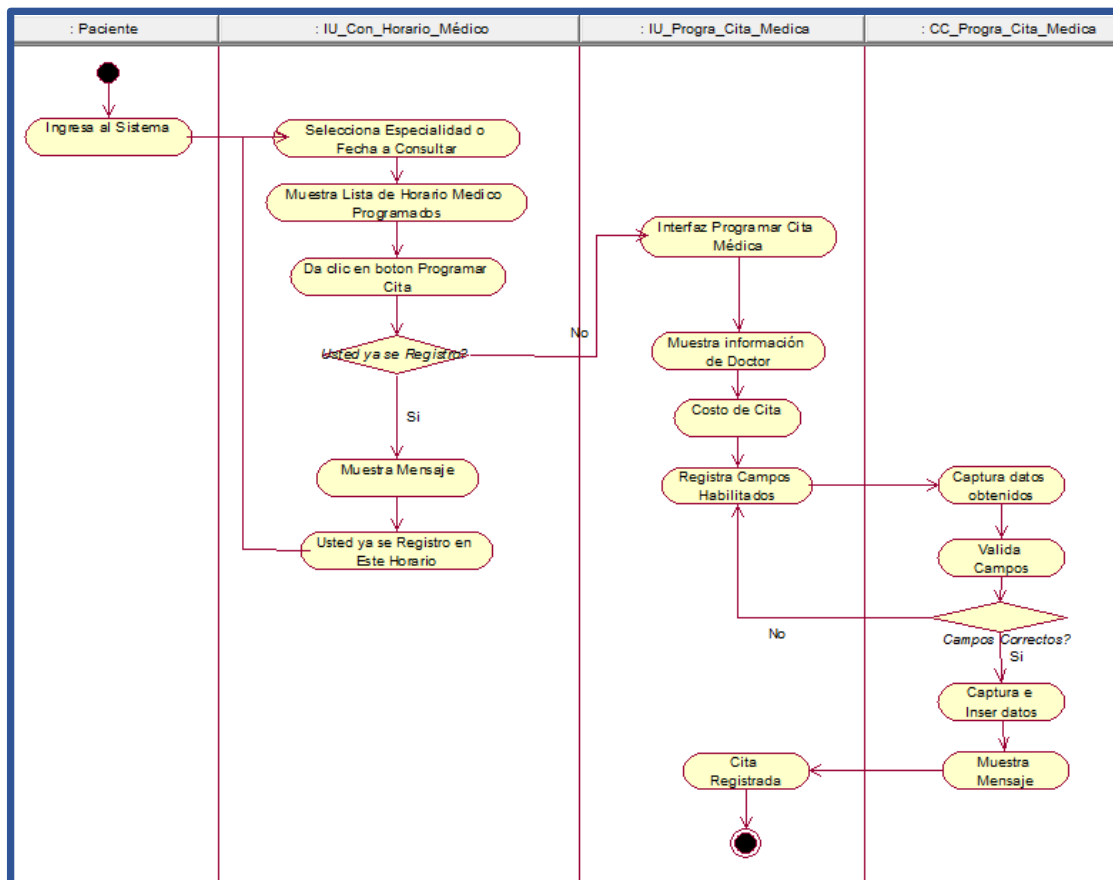 : Paciente
: IU_Con_Horario_Médico
: IU_Progra_Cita_Medica
: CC_Progra_Cita_Medica
Ingresa al Sistema
Selecciona Especialidad o
Fecha a Consultar
Muestra Lista de Horario Medico
Programados
Da clic en boton Programar
Cita
Usted ya se Registro?
No
Si
Muestra Mensaje
Usted ya se Registro en
Este Horario
Interfaz Programar Cita
Médica
Muestra información
de Doctor
Costo de Cita
Registra Campos
Habilitados
Captura datos
obtenidos
Valida
Campos
Campos Correctos?
No
Si
Captura e
Inser datos
Muestra
Mensaje
Cita
Registrada